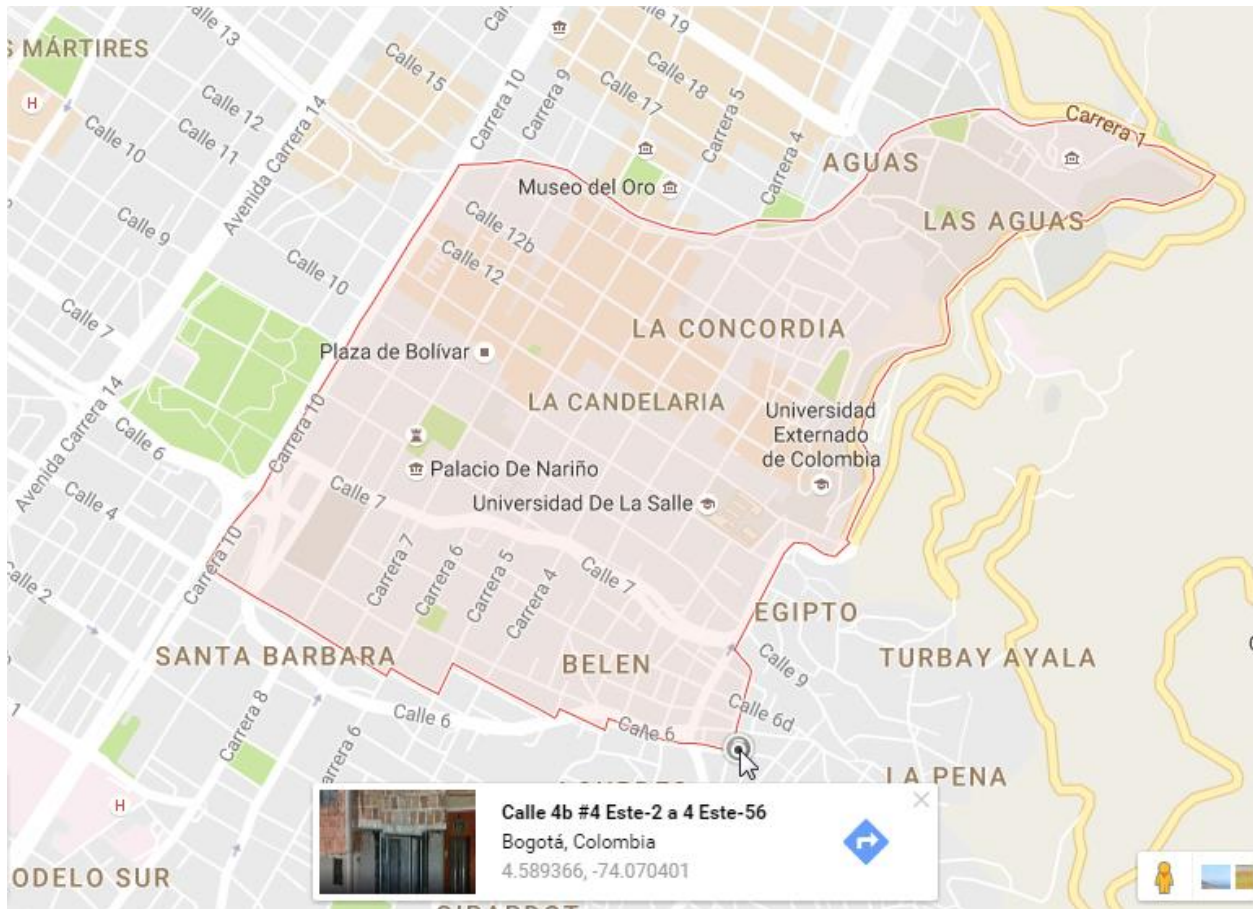 Calle 13
Calle 19
S MÁRTIRES
Calle 15
Carrera 10
Carrera 9
Calle 18
Calle 17
Carrera 5
H
Calle 12
Calle 11
Calle 10
Carrera 4
Carrera 1
AGUAS
Avenida Carrera 14
Museo del Oro
LAS AGUAS
Calle 9
Calle 12b
Calle 12
Calle 10
LA CONCORDIA
Calle 7
Plaza de Bolívar
LA CANDELARIA
Universidad
Externado
de Colombia
Carrera 10
Avenida Carrera 14
Calle 6
Palacio De Nariño
Calle 7
Universidad De La Salle
Calle 4
Carrera 10
Calle 2
Carrera 7
Carrera 6
Carrera 5
Carrera 4
Calle 7
EGIPTO
SANTA BARBARA
BELEN
Calle 9
TURBAY AYALA
Calle 6
Calle 6
Calle 6d
Carrera 8
Carrera 6
LA PENA
H
Calle 4b #4 Este-2 a 4 Este-56
Bogotá, Colombia
4.589366, -74.070401
ODELO SUR